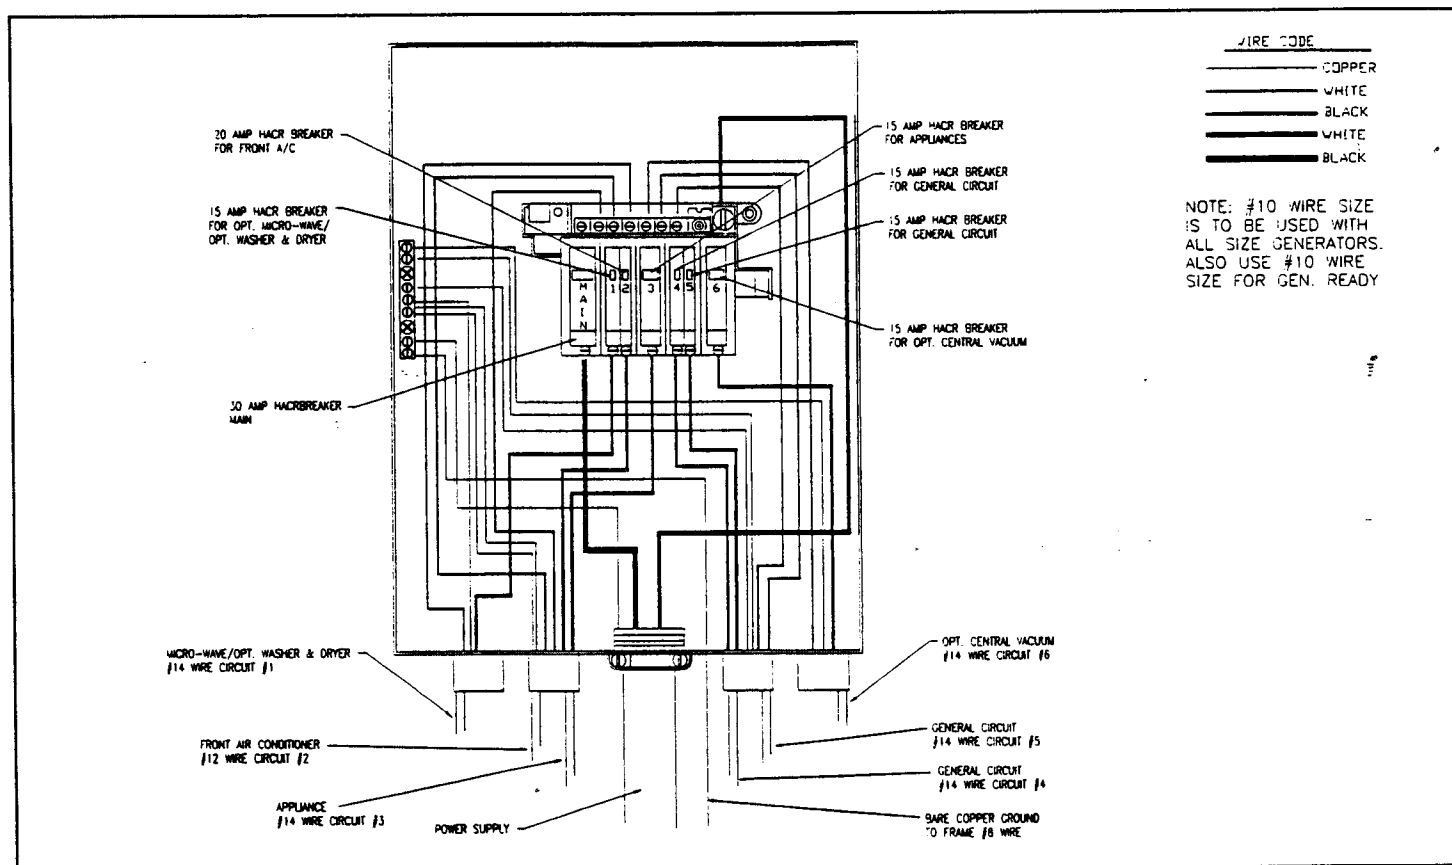 WIRE CODE
COPPER
WHITE
BLACK
WHITE
BLACK
NOTE: #10 WIRE SIZE
IS TO BE USED WITH
ALL SIZE GENERATORS.
ALSO USE #10 WIRE
SIZE FOR GEN. READY
20 AMP HACR BREAKER
FOR FRONT A/C
15 AMP HACR BREAKER
FOR OPT. MICRO-WAVE/
OPT. WASHER & DRYER
30 AMP HACRBREAKER
MAIN
15 AMP HACR BREAKER
FOR APPLIANCES
15 AMP HACR BREAKER
FOR GENERAL CIRCUIT
15 AMP HACR BREAKER
FOR GENERAL CIRCUIT
15 AMP HACR BREAKER
FOR OPT. CENTRAL VACUUM
MAIN
1 2 3 4 5 6
MICRO-WAVE/OPT. WASHER & DRYER
#14 WIRE CIRCUIT #1
FRONT AIR CONDITIONER
#12 WIRE CIRCUIT #2
APPLIANCE
#14 WIRE CIRCUIT #3
POWER SUPPLY
OPT. CENTRAL VACUUM
#14 WIRE CIRCUIT #6
GENERAL CIRCUIT
#14 WIRE CIRCUIT #5
GENERAL CIRCUIT
#14 WIRE CIRCUIT #4
BARE COPPER GROUND
TO FRAME #8 WIRE